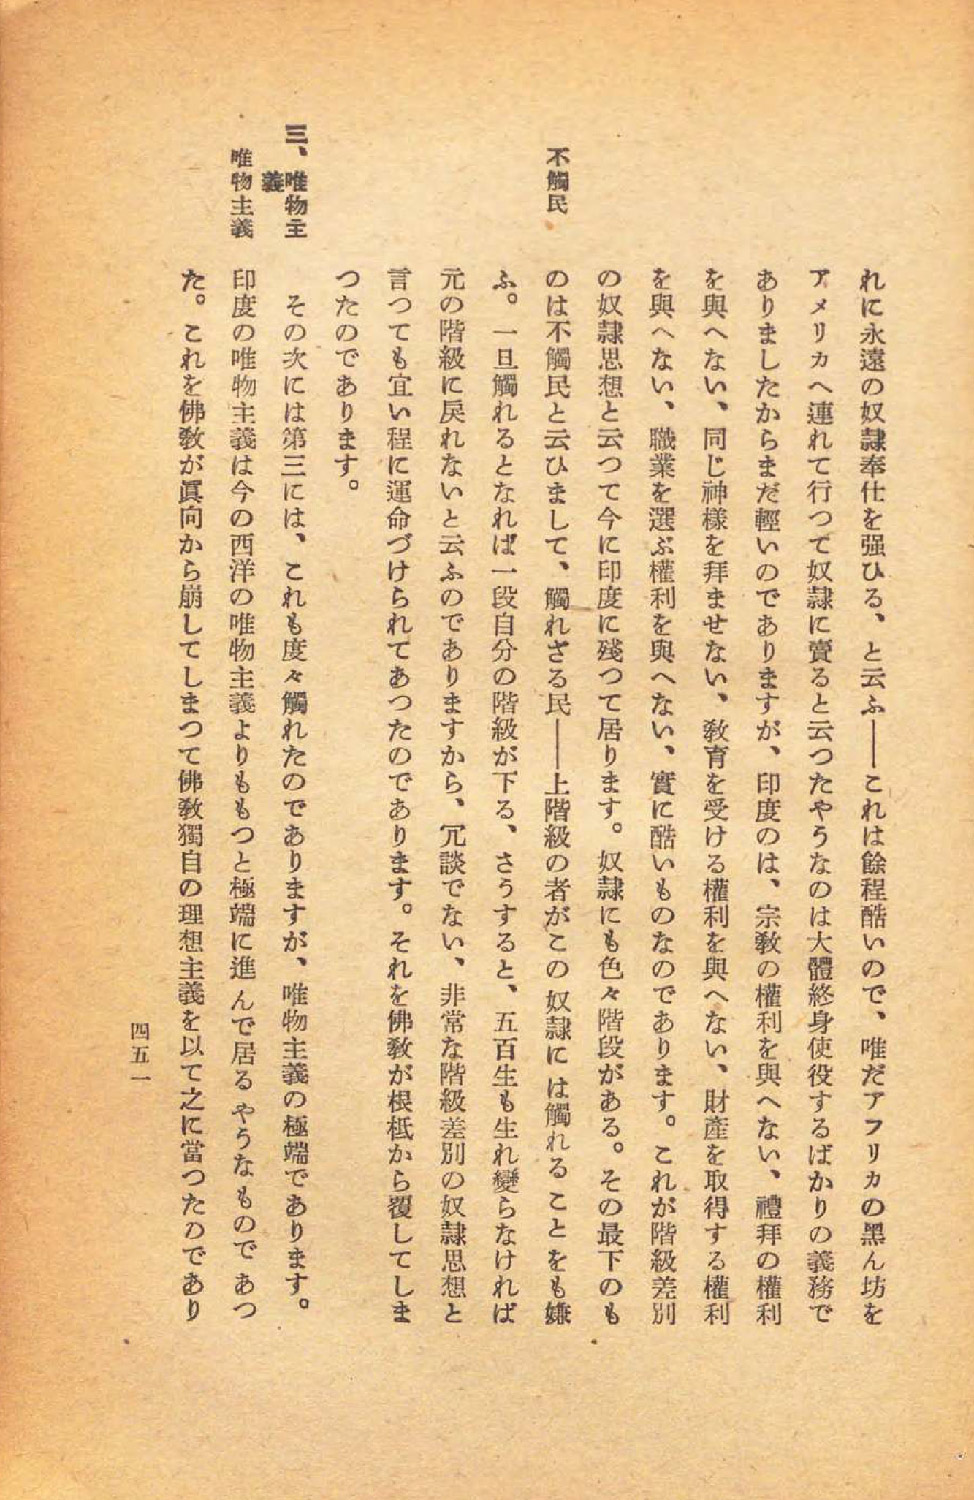 れに永遠の奴隷奉仕を强ひる、と云ふ――これは餘程酷いので、唯だアフリカの黑ん坊を
アメリカへ連れて行つて奴隷に賣ると云つたやうなのは大體終身使役するばかりの義務で
ありましたからまだ輕いのでありますが、印度のは、宗敎の權利を與へない、禮拜の權利
を與へない、同じ神樣を拜ませない、敎育を受ける權利を與へない、財產を取得する權利
を與へない、職業を選ぶ權利を與へない、實に酷いものなのであります。これが階級差別
の奴隷思想と云つて今に印度に殘つて居ります。奴隷にも色々階段がある。その最下のも
不觸民
のは不觸民と云ひまして、觸れざる民――上階級の者がこの奴隷には觸れることをも嫌
ふ。一旦觸れるとなれば一段自分の階級が下る、さうすると、五百生も生れ變らなければ
元の階級に戾れないと云ふのでありますから、冗談でない、非常な階級差別の奴隷思想と
言つても宜い程に運命づけられてあつたのであります。それを佛敎が根柢から覆してしま
つたのであります。
三、唯物主
義
その次には第三には、これも度々觸れたのでありますが、唯物主義の極端であります。
唯物主義
印度の唯物主義は今の西洋の唯物主義よりももつと極端に進んで居るやうなものであつ
た。これを佛敎が眞向から崩してしまつて佛敎獨自の理想主義を以て之に當つたのであり
四五一